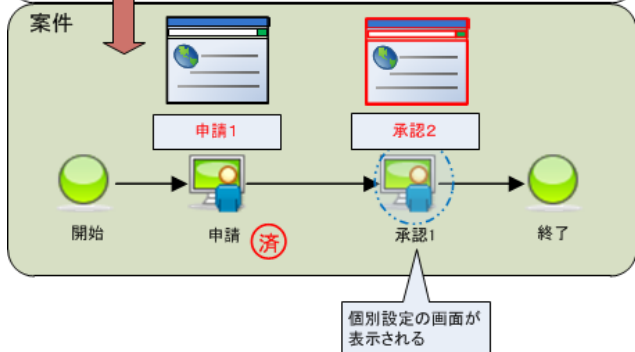 案件
申請1
承認2
開始
申請
済
承認1
終了
個別設定の画面が
表示される